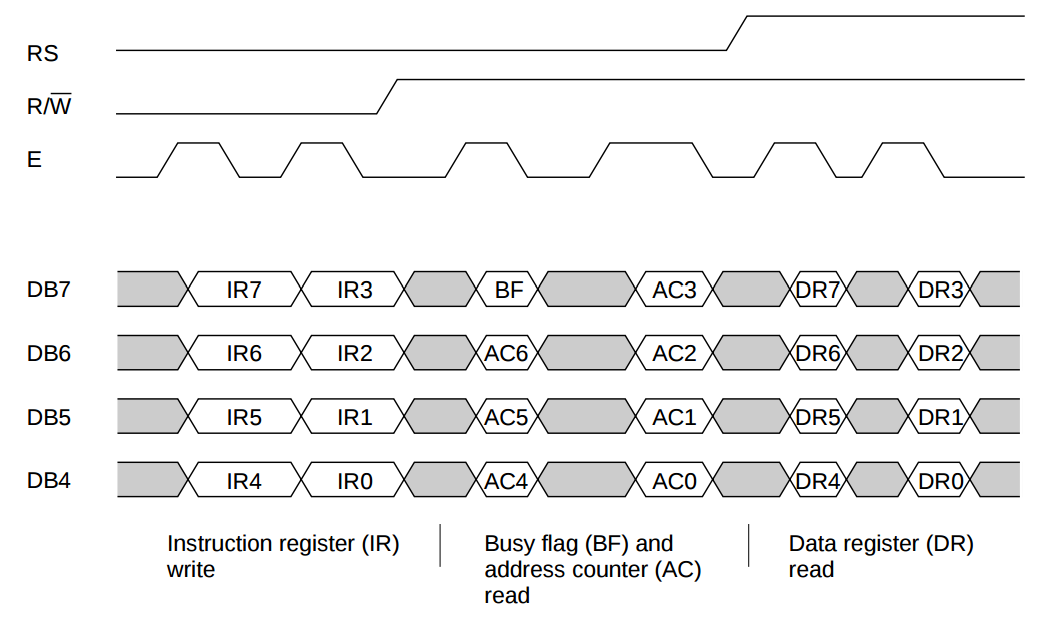 RS
R/W̅
E
DB7 IR7 IR3 BF AC3 DR7 DR3
DB6 IR6 IR2 AC6 AC2 DR6 DR2
DB5 IR5 IR1 AC5 AC1 DR5 DR1
DB4 IR4 IR0 AC4 AC0 DR4 DR0
Instruction register (IR)
write
Busy flag (BF) and
address counter (AC)
read
Data register (DR)
read